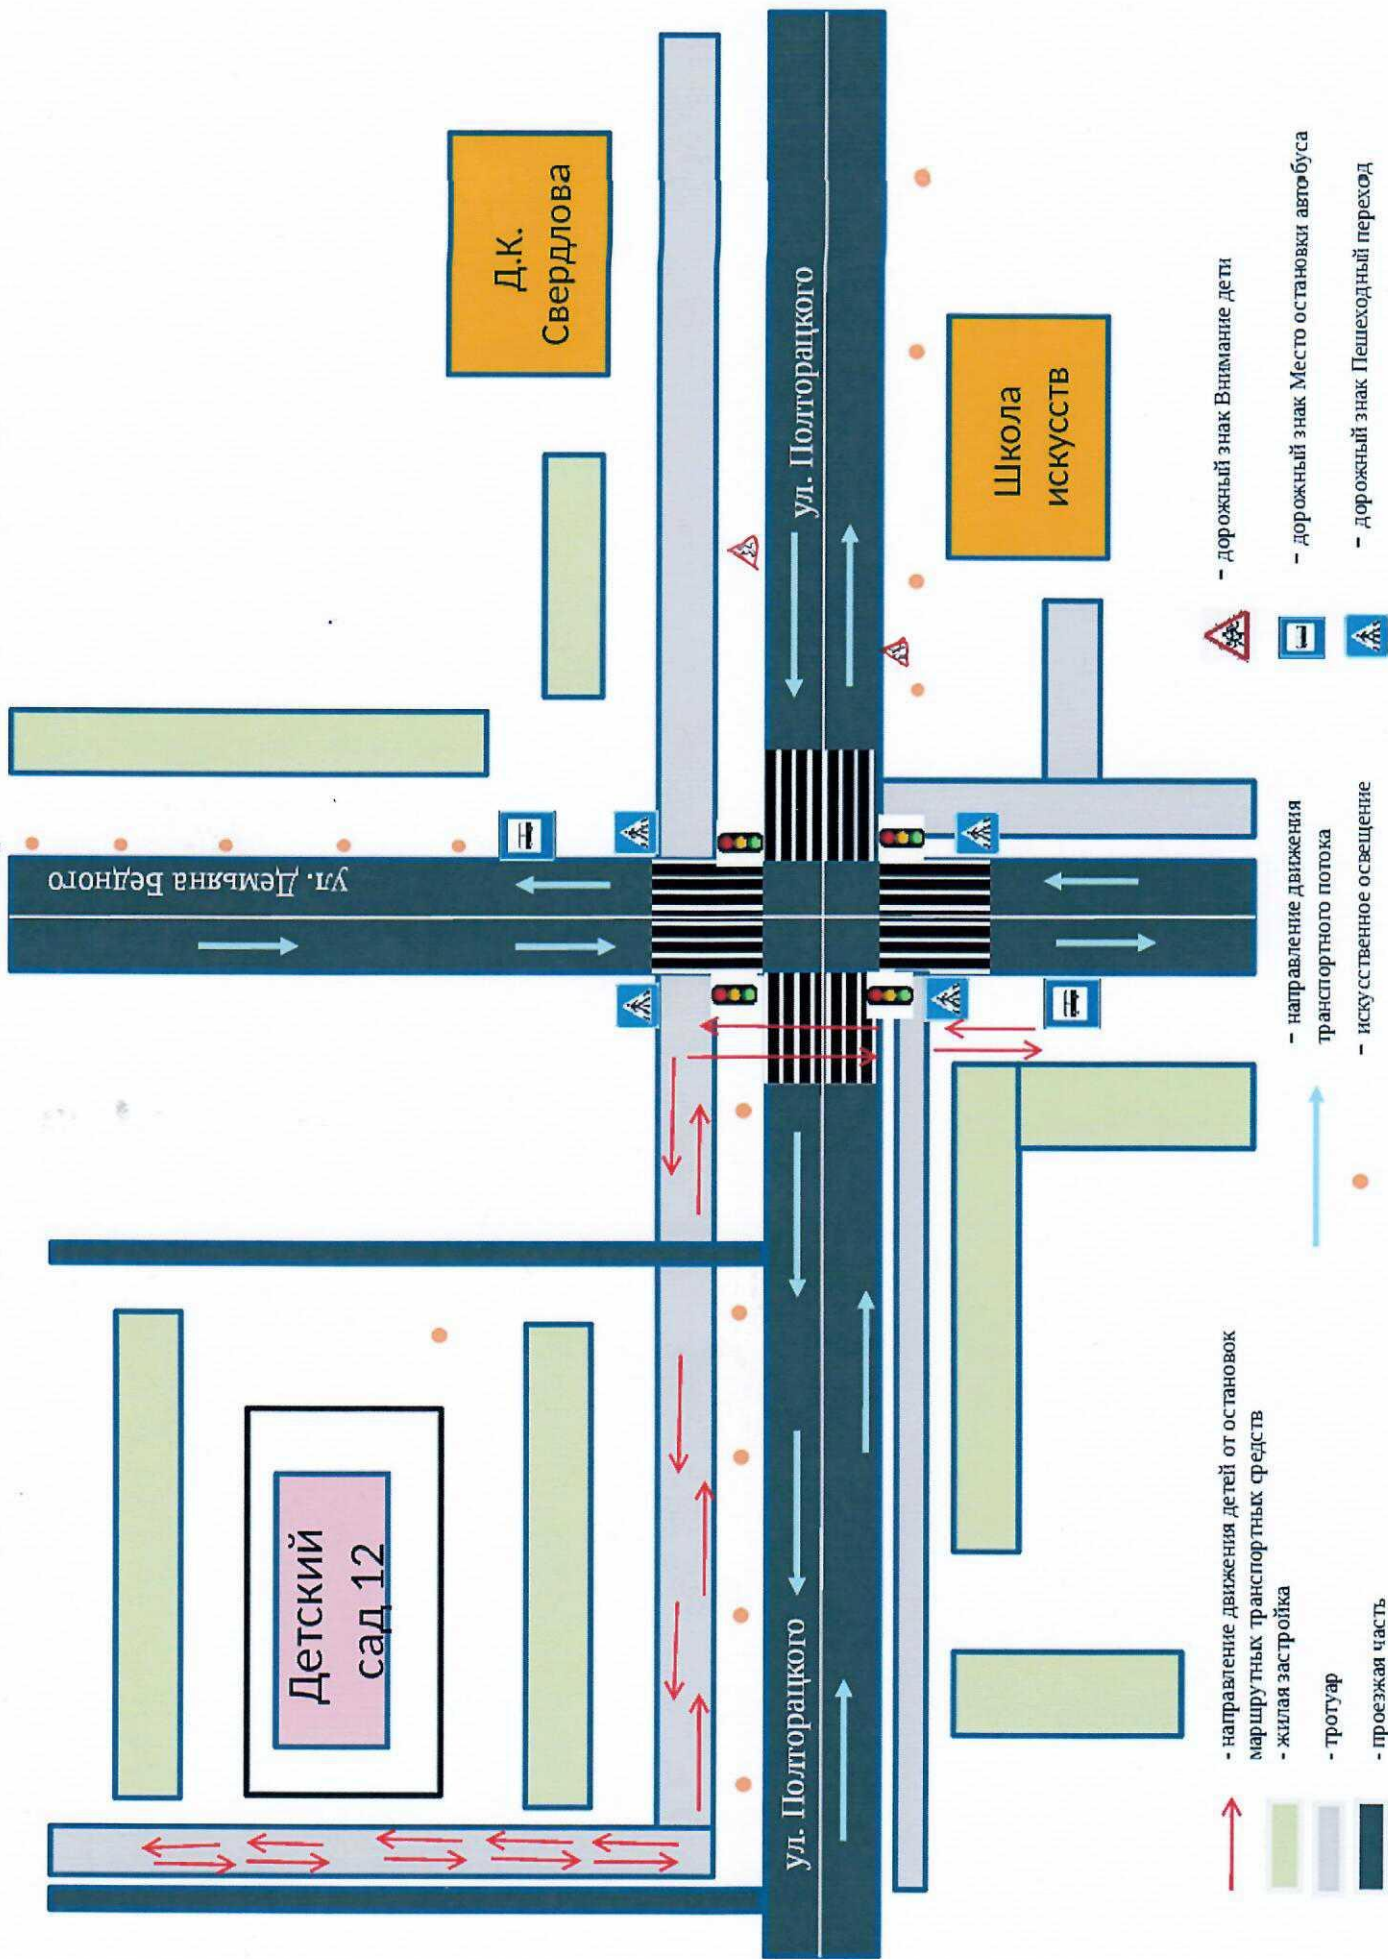 ул. Демьяна Бедного
Д.К.
Свердлова
Детский
сад 12
ул. Полторацкого
ул. Полторацкого
Школа
искусств
- направление движения детей от остановок
маршрутных транспортных средств
- жилая застройка
- тротуар
- проезжая часть
- направление движения
транспортного потока
- искусственное освещение
- дорожный знак Внимание дети
- дорожный знак Место остановки автобуса
- дорожный знак Пешеходный переход